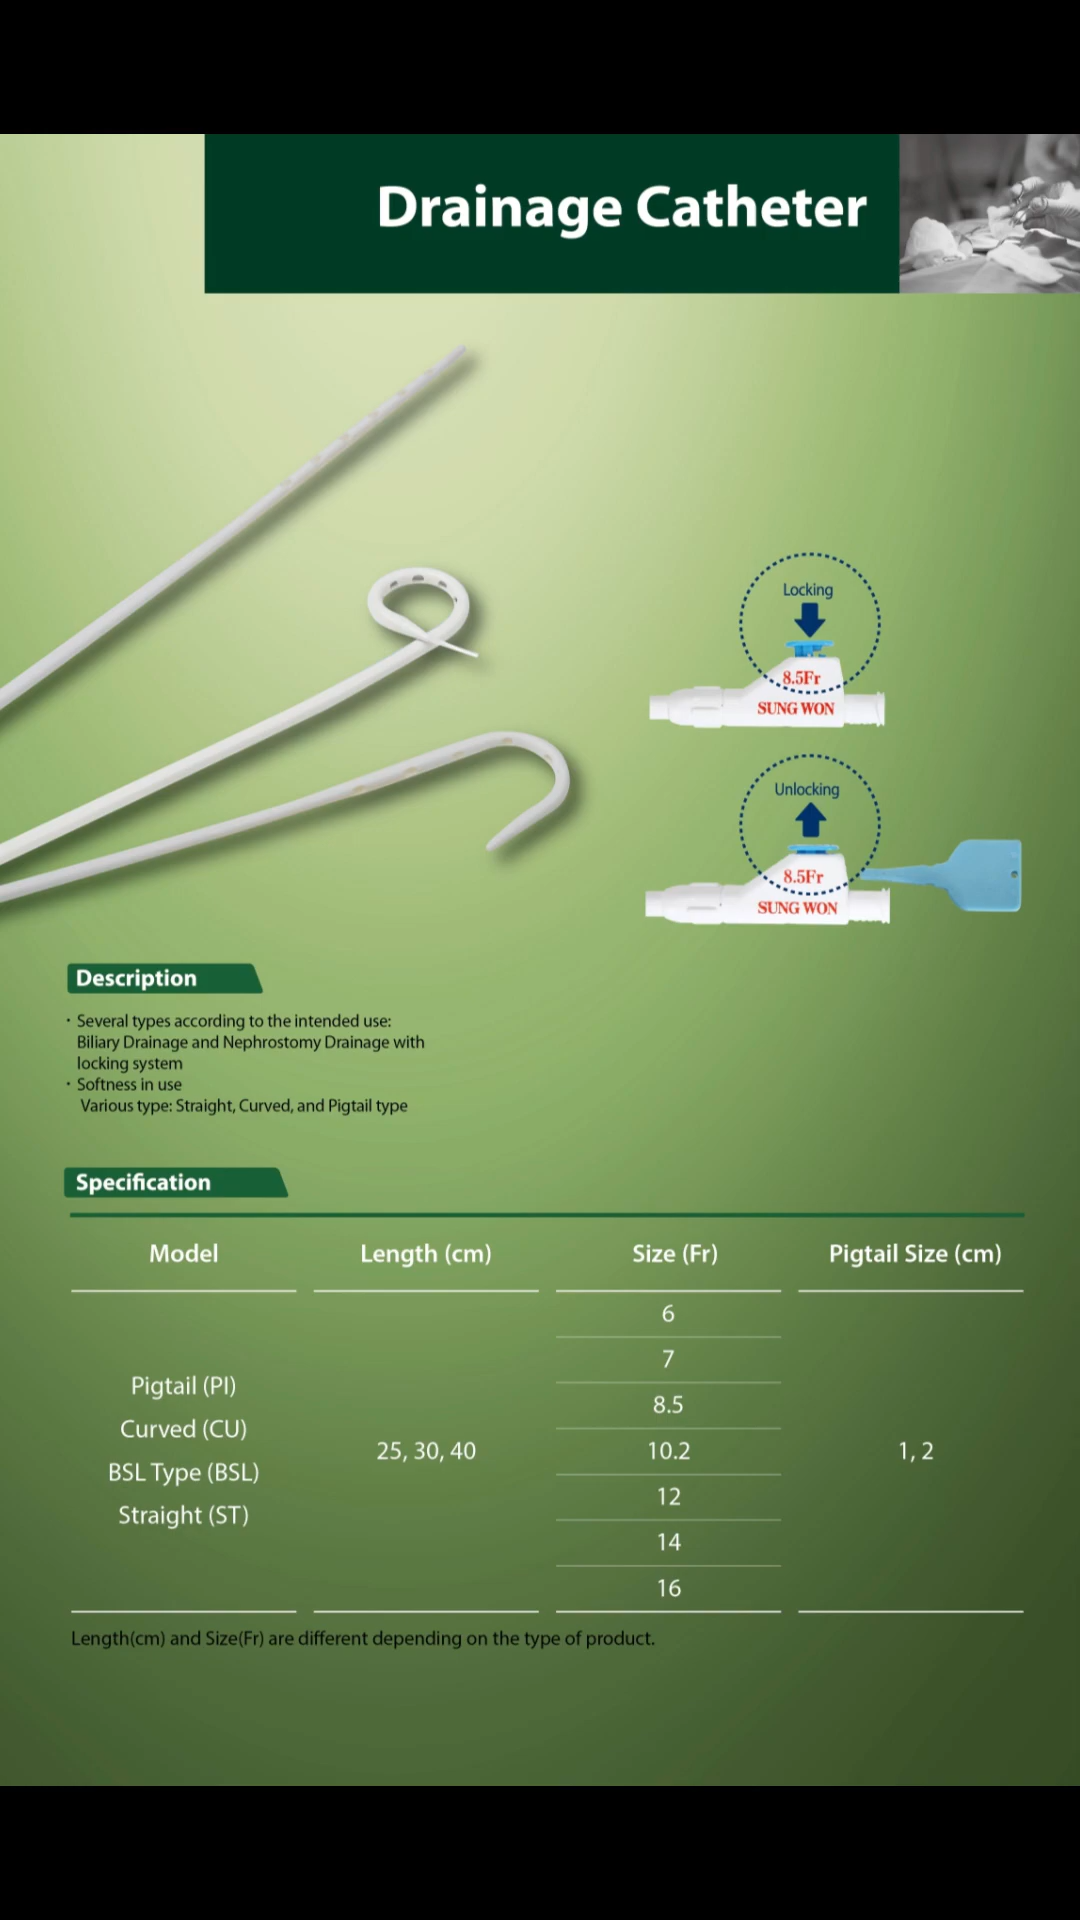 Drainage Catheter
Locking
8.5Fr
SUNG WON
Unlocking
8.5Fr
SUNG WON
Description
· Several types according to the intended use:
Biliary Drainage and Nephrostomy Drainage with
locking system
· Softness in use
Various type: Straight, Curved, and Pigtail type
Specification
Model Length (cm) Size (Fr) Pigtail Size (cm)
6
7
Pigtail (PI)
8.5
Curved (CU)
25, 30, 40 10.2 1, 2
BSL Type (BSL)
12
Straight (ST)
14
16
Length(cm) and Size(Fr) are different depending on the type of product.